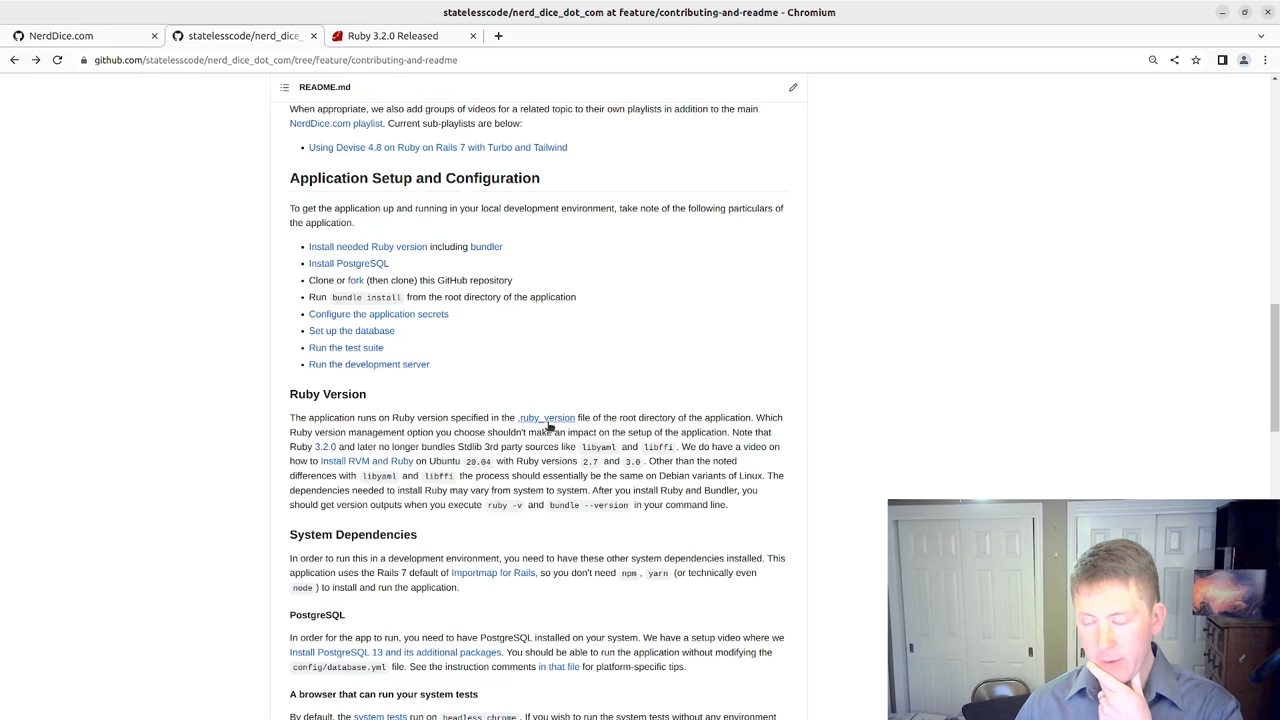 statelesscode/nerd_dice_dot_com at feature/contributing-and-readme - Chromium
NerdDice.com
statelesscode/nerd_dice_
Ruby 3.2.0 Released
github.com/statelesscode/nerd_dice_dot_com/tree/feature/contributing-and-readme
README.md
When appropriate, we also add groups of videos for a related topic to their own playlists in addition to the main
NerdDice.com playlist. Current sub-playlists are below:
• Using Devise 4.8 on Ruby on Rails 7 with Turbo and Tailwind
Application Setup and Configuration
To get the application up and running in your local development environment, take note of the following particulars of
the application.
• Install needed Ruby version including bundler
• Install PostgreSQL
• Clone or fork (then clone) this GitHub repository
• Run bundle install from the root directory of the application
• Configure the application secrets
• Set up the database
• Run the test suite
• Run the development server
Ruby Version
The application runs on Ruby version specified in the .ruby_version file of the root directory of the application. Which
Ruby version management option you choose shouldn't make an impact on the setup of the application. Note that
Ruby 3.2.0 and later no longer bundles Stdlib 3rd party sources like libyaml and libffi. We do have a video on
how to Install RVM and Ruby on Ubuntu 20.04 with Ruby versions 2.7 and 3.0. Other than the noted
differences with libyaml and libffi the process should essentially be the same on Debian variants of Linux. The
dependencies needed to install Ruby may vary from system to system. After you install Ruby and Bundler, you
should get version outputs when you execute ruby -v and bundle --version in your command line.
System Dependencies
In order to run this in a development environment, you need to have these other system dependencies installed. This
application uses the Rails 7 default of Importmap for Rails, so you don't need npm, yarn (or technically even
node) to install and run the application.
PostgreSQL
In order for the app to run, you need to have PostgreSQL installed on your system. We have a setup video where we
Install PostgreSQL 13 and its additional packages. You should be able to run the application without modifying the
config/database.yml file. See the instruction comments in that file for platform-specific tips.
A browser that can run your system tests
By default, the system tests run on headless_chrome. If you wish to run the system tests without any environment